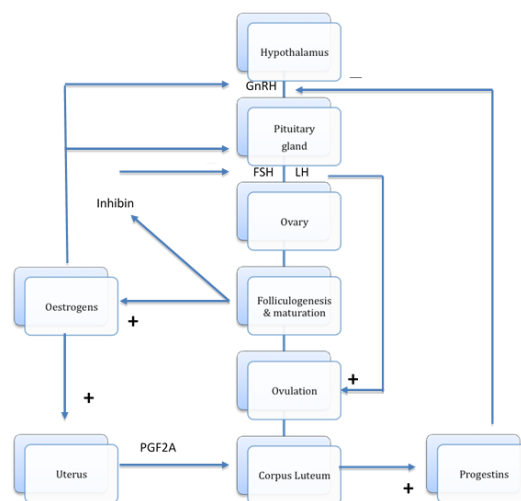 Hypothalamus
—
GnRH
Pituitary
gland
FSH LH
Inhibin
Ovary
Oestrogens
Folliculogenesis
& maturation
+
+
Ovulation
+
PGF2A
Uterus
Corpus Luteum
Progestins
+